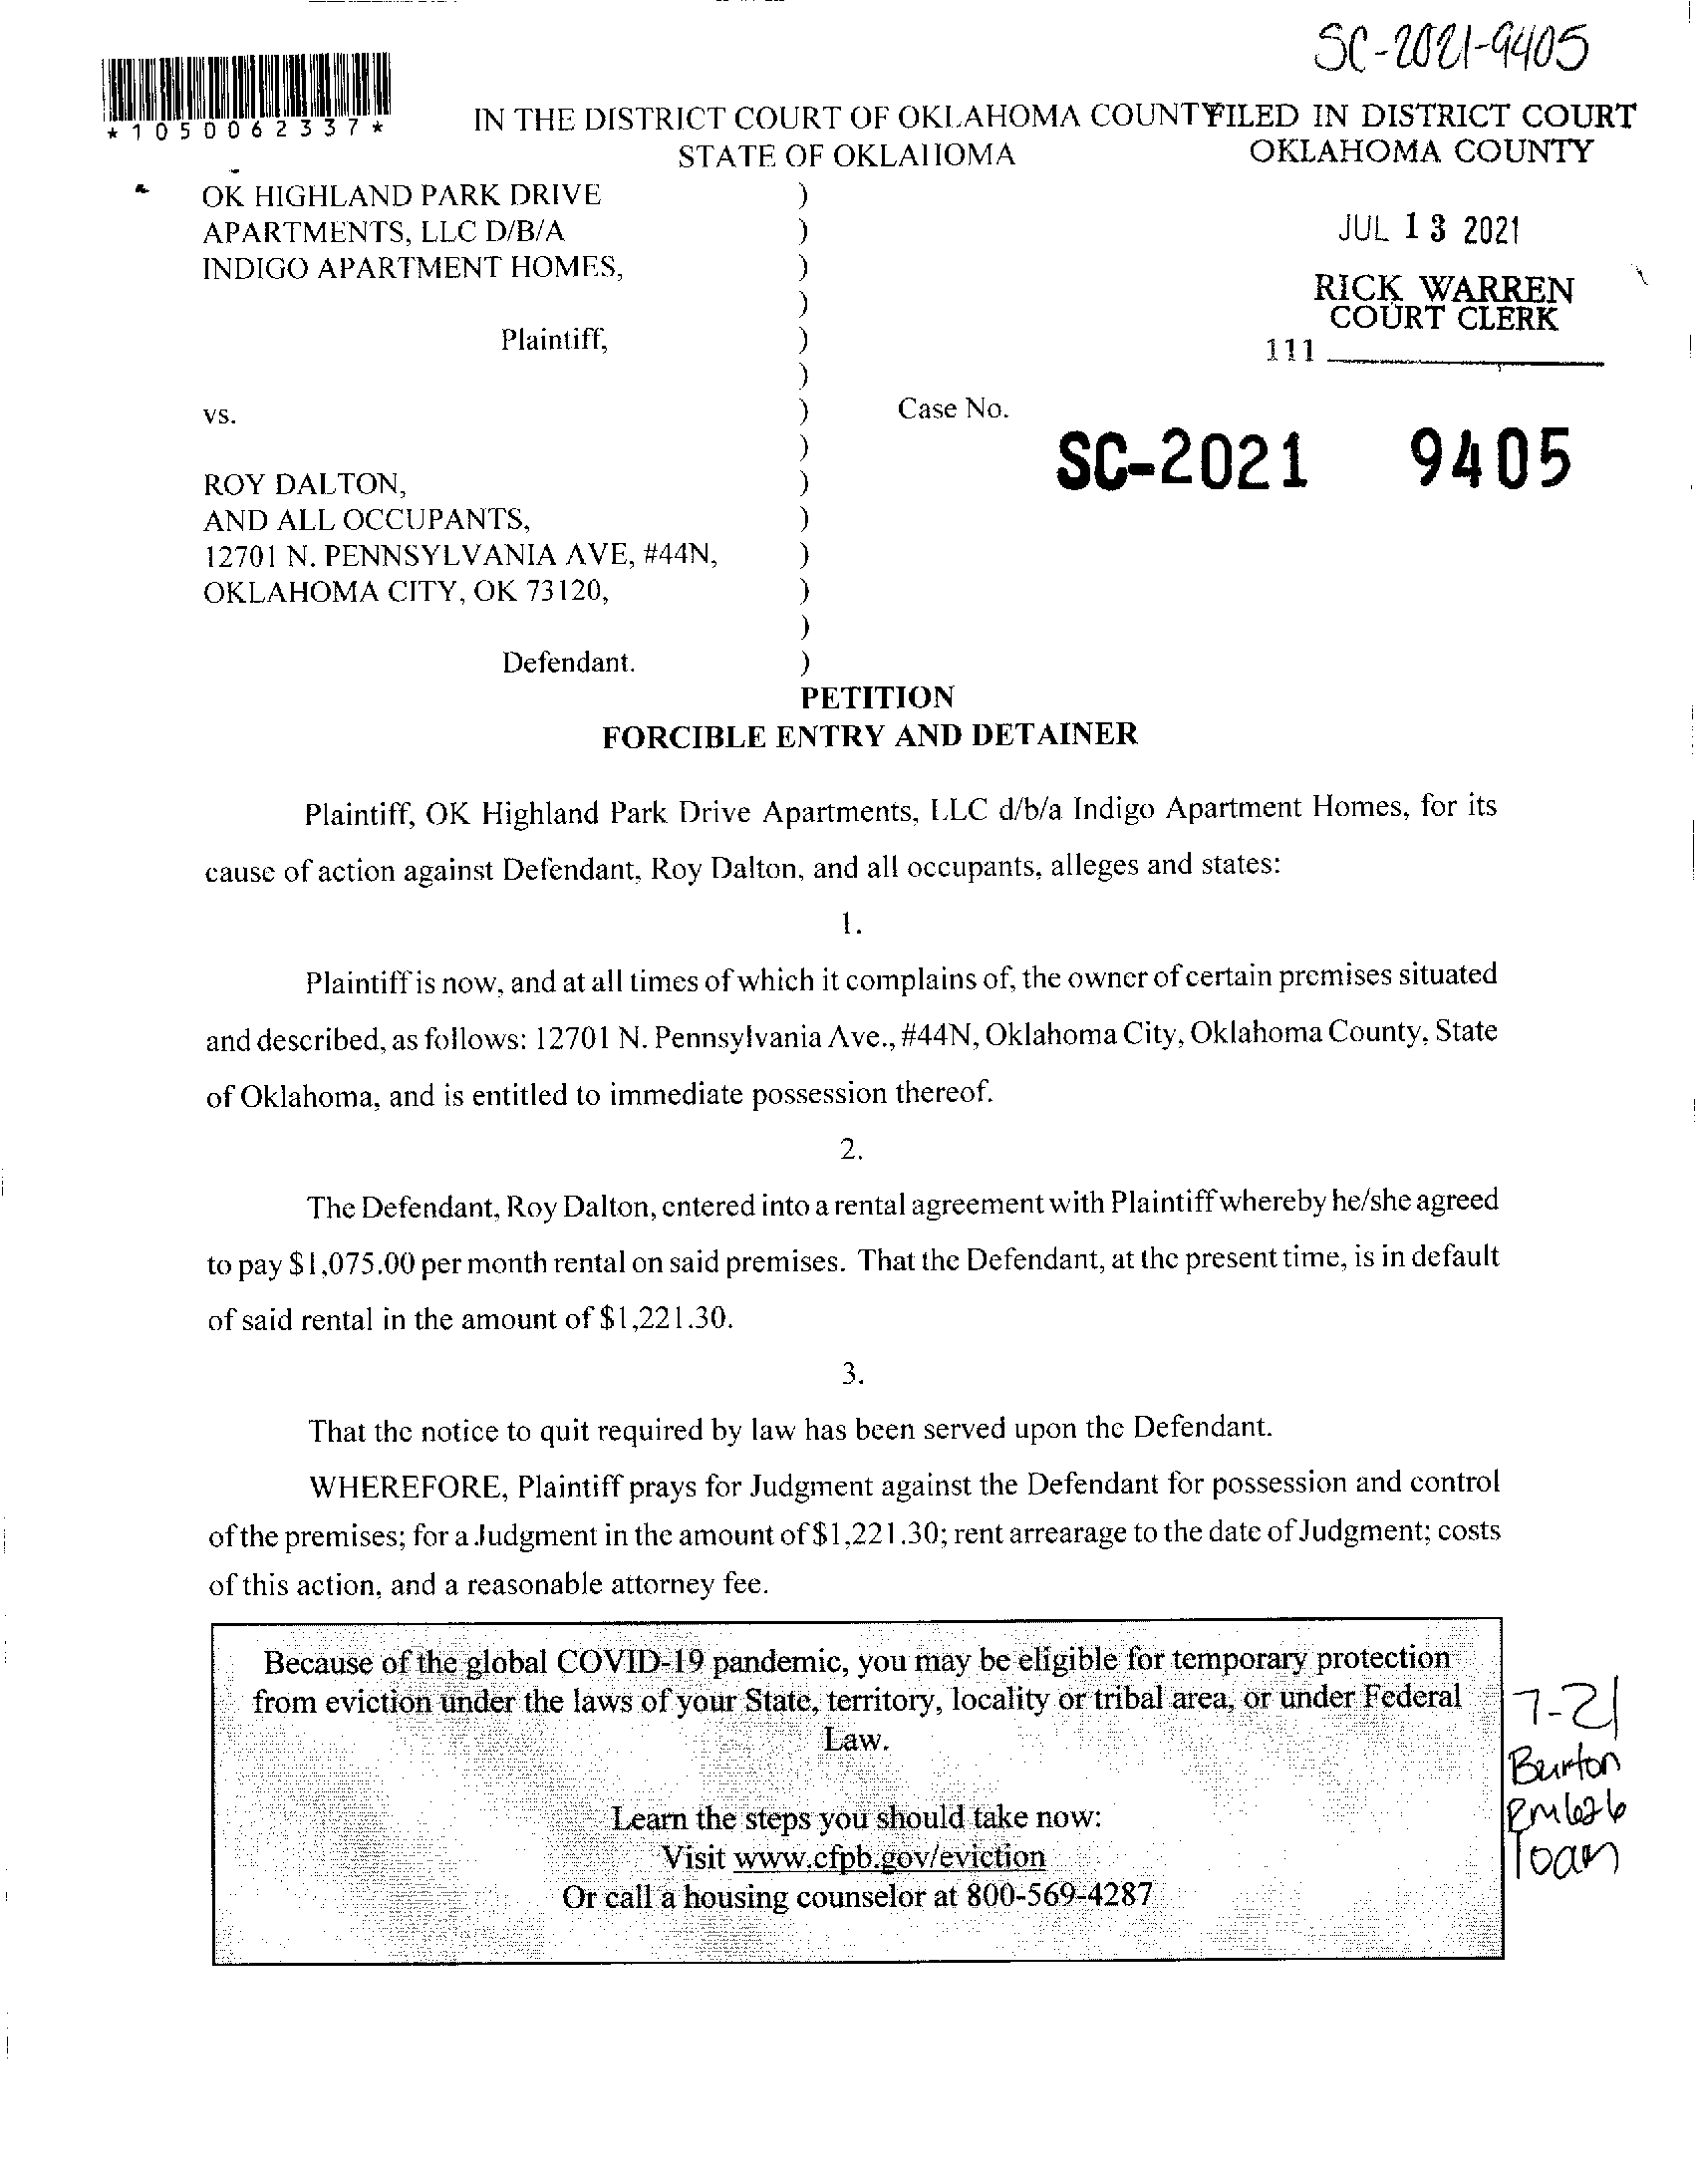 SC-2021-9405
*1050062337*
IN THE DISTRICT COURT OF OKLAHOMA COUNTY
STATE OF OKLAHOMA
FILED IN DISTRICT COURT
OKLAHOMA COUNTY
JUL 13 2021
RICK WARREN
COURT CLERK
111
OK HIGHLAND PARK DRIVE )
APARTMENTS, LLC D/B/A )
INDIGO APARTMENT HOMES, )
)
Plaintiff, )
)
vs. ) Case No.
) SC-2021 9405
ROY DALTON, )
AND ALL OCCUPANTS, )
12701 N. PENNSYLVANIA AVE, #44N, )
OKLAHOMA CITY, OK 73120, )
)
Defendant. )
PETITION
FORCIBLE ENTRY AND DETAINER
Plaintiff, OK Highland Park Drive Apartments, LLC d/b/a Indigo Apartment Homes, for its
cause of action against Defendant, Roy Dalton, and all occupants, alleges and states:
1.
Plaintiff is now, and at all times of which it complains of, the owner of certain premises situated
and described, as follows: 12701 N. Pennsylvania Ave., #44N, Oklahoma City, Oklahoma County, State
of Oklahoma, and is entitled to immediate possession thereof.
2.
The Defendant, Roy Dalton, entered into a rental agreement with Plaintiff whereby he/she agreed
to pay $1,075.00 per month rental on said premises. That the Defendant, at the present time, is in default
of said rental in the amount of $1,221.30.
3.
That the notice to quit required by law has been served upon the Defendant.
WHEREFORE, Plaintiff prays for Judgment against the Defendant for possession and control
of the premises; for a Judgment in the amount of $1,221.30; rent arrearage to the date of Judgment; costs
of this action, and a reasonable attorney fee.
Because of the global COVID-19 pandemic, you may be eligible for temporary protection
from eviction under the laws of your State, territory, locality or tribal area, or under Federal
Law.
Learn the steps you should take now:
Visit www.cfpb.gov/eviction
Or call a housing counselor at 800-569-4287
7-21
Burton
Rm626